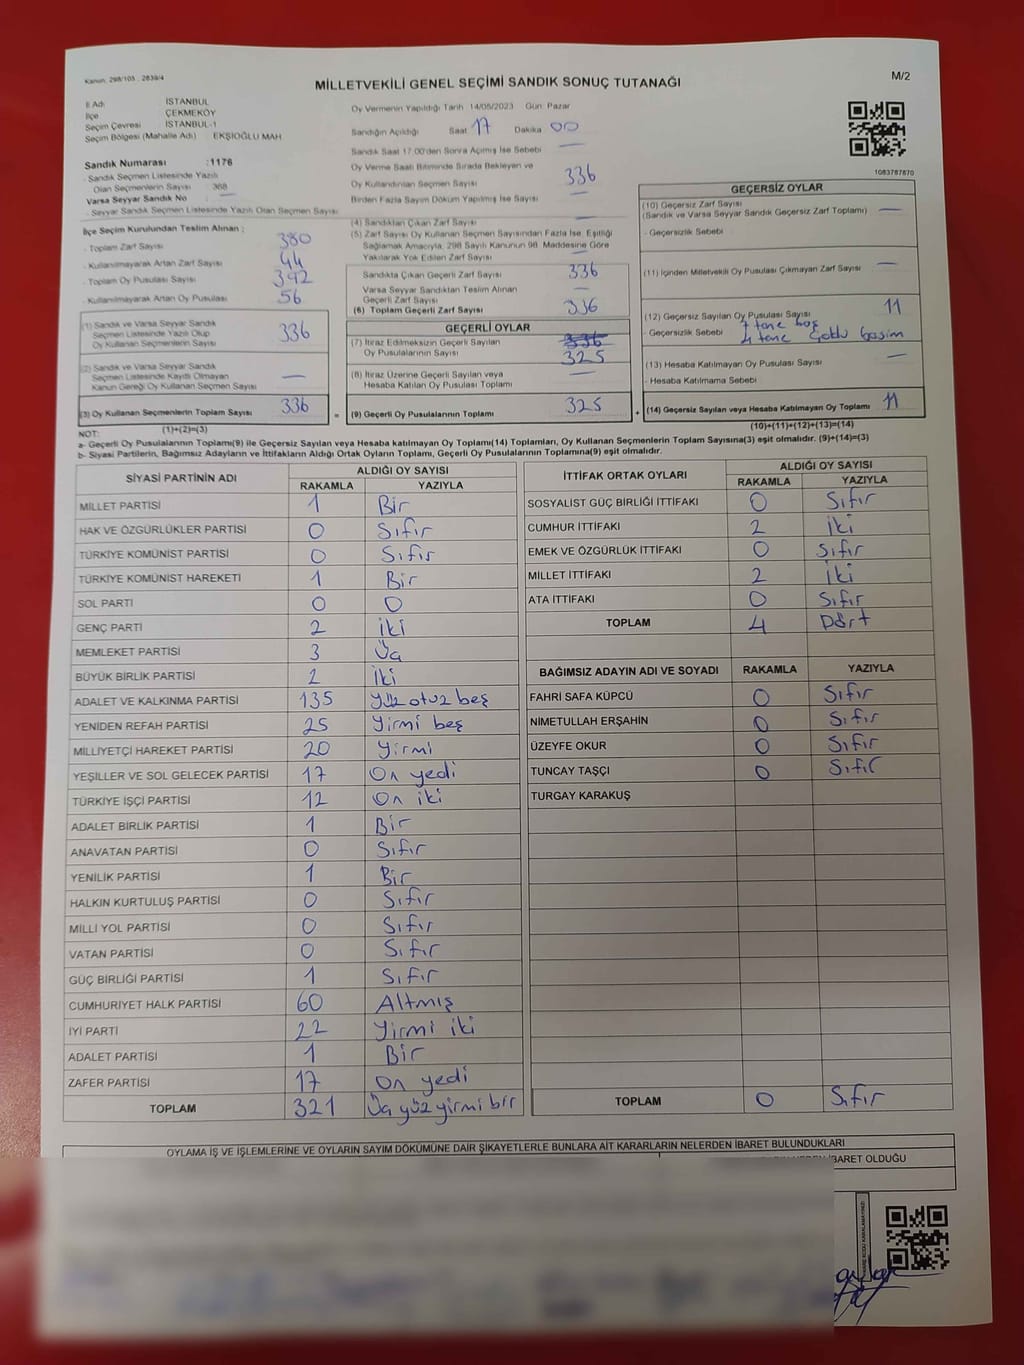 Kanun: 298/105 , 2839/4
MİLLETVEKİLİ GENEL SEÇİMİ SANDIK SONUÇ TUTANAĞI
M/2
İl Adı : İSTANBUL
İlçe ÇEKMEKÖY
Seçim Çevresi İSTANBUL-1
Seçim Bölgesi (Mahalle Adı) EKŞİOĞLU MAH.
Sandık Numarası : 1176
- Sandık Seçmen Listesinde Yazılı
Olan Seçmenlerin Sayısı : 368
Varsa Seyyar Sandık No —
- Seyyar Sandık Seçmen Listesinde Yazılı Olan Seçmen Sayısı
Oy Vermenin Yapıldığı Tarih 14/05/2023 Gün Pazar
Sandığın Açıldığı Saat 17 Dakika 00
Sandık Saat 17.00'den Sonra Açılmış İse Sebebi —
Oy Verme Saati Bitiminde Sırada Bekleyen ve
Oy Kullandırılan Seçmen Sayısı 336
Birden Fazla Sayım Döküm Yapılmış İse Sayısı
1083787870
İlçe Seçim Kurulundan Teslim Alınan ;
- Toplam Zarf Sayısı 380
- Kullanılmayarak Artan Zarf Sayısı 44
- Toplam Oy Pusulası Sayısı 392
- Kullanılmayarak Artan Oy Pusulası 56
(1) Sandık ve Varsa Seyyar Sandık
Seçmen Listesinde Yazılı Olup
Oy Kullanan Seçmenlerin Sayısı 336
(2) Sandık ve Varsa Seyyar Sandık
Seçmen Listesinde Kayıtlı Olmayan
Kanun Gereği Oy Kullanan Seçmen Sayısı —
(3) Oy Kullanan Seçmenlerin Toplam Sayısı 336
(1)+(2)=(3)
(4) Sandıktan Çıkan Zarf Sayısı —
(5) Zarf Sayısı Oy Kullanan Seçmen Sayısından Fazla İse, Eşitliği
Sağlamak Amacıyla, 298 Sayılı Kanunun 98. Maddesine Göre
Yakılarak Yok Edilen Zarf Sayısı —
Sandıkta Çıkan Geçerli Zarf Sayısı 336
Varsa Seyyar Sandıktan Teslim Alınan
Geçerli Zarf Sayısı —
(6) Toplam Geçerli Zarf Sayısı 336
GEÇERLİ OYLAR
(7) İtiraz Edilmeksizin Geçerli Sayılan
Oy Pusulalarının Sayısı 336 325
(8) İtiraz Üzerine Geçerli Sayılan veya
Hesaba Katılan Oy Pusulası Toplamı —
= (9) Geçerli Oy Pusulalarının Toplamı 325
GEÇERSİZ OYLAR
(10) Geçersiz Zarf Sayısı —
(Sandık ve Varsa Seyyar Sandık Geçersiz Zarf Toplamı)
- Geçersizlik Sebebi
(11) İçinden Milletvekili Oy Pusulası Çıkmayan Zarf Sayısı —
(12) Geçersiz Sayılan Oy Pusulası Sayısı 11
- Geçersizlik Sebebi 7 tane boş
4 tane çoklu basım
(13) Hesaba Katılmayan Oy Pusulası Sayısı —
- Hesaba Katılmama Sebebi
+ (14) Geçersiz Sayılan veya Hesaba Katılmayan Oy Toplamı 11
(10)+(11)+(12)+(13)=(14)
NOT:
a- Geçerli Oy Pusulalarının Toplamı(9) ile Geçersiz Sayılan veya Hesaba katılmayan Oy Toplamı(14) Toplamları, Oy Kullanan Seçmenlerin Toplam Sayısına(3) eşit olmalıdır. (9)+(14)=(3)
b- Siyasi Partilerin, Bağımsız Adayların ve İttifakların Aldığı Ortak Oyların Toplamı, Geçerli Oy Pusulalarının Toplamına(9) eşit olmalıdır.
SİYASİ PARTİNİN ADI ALDIĞI OY SAYISI
RAKAMLA YAZIYLA
MİLLET PARTİSİ 1 Bir
HAK VE ÖZGÜRLÜKLER PARTİSİ 0 Sıfır
TÜRKİYE KOMÜNİST PARTİSİ 0 Sıfır
TÜRKİYE KOMÜNİST HAREKETİ 1 Bir
SOL PARTİ 0 0
GENÇ PARTİ 2 iki
MEMLEKET PARTİSİ 3 Üç
BÜYÜK BİRLİK PARTİSİ 2 İki
ADALET VE KALKINMA PARTİSİ 135 Yüz otuz beş
YENİDEN REFAH PARTİSİ 25 Yirmi beş
MİLLİYETÇİ HAREKET PARTİSİ 20 Yirmi
YEŞİLLER VE SOL GELECEK PARTİSİ 17 On yedi
TÜRKİYE İŞÇİ PARTİSİ 12 On iki
ADALET BİRLİK PARTİSİ 1 Bir
ANAVATAN PARTİSİ 0 Sıfır
YENİLİK PARTİSİ 1 Bir
HALKIN KURTULUŞ PARTİSİ 0 Sıfır
MİLLİ YOL PARTİSİ 0 Sıfır
VATAN PARTİSİ 0 Sıfır
GÜÇ BİRLİĞİ PARTİSİ 1 Sıfır
CUMHURİYET HALK PARTİSİ 60 Altmış
İYİ PARTİ 22 Yirmi iki
ADALET PARTİSİ 1 Bir
ZAFER PARTİSİ 17 On yedi
TOPLAM 321 Üç yüz yirmi bir
İTTİFAK ORTAK OYLARI ALDIĞI OY SAYISI
RAKAMLA YAZIYLA
SOSYALİST GÜÇ BİRLİĞİ İTTİFAKI 0 Sıfır
CUMHUR İTTİFAKI 2 İki
EMEK VE ÖZGÜRLÜK İTTİFAKI 0 Sıfır
MİLLET İTTİFAKI 2 İki
ATA İTTİFAKI 0 Sıfır
TOPLAM 4 Dört
BAĞIMSIZ ADAYIN ADI VE SOYADI RAKAMLA YAZIYLA
FAHRİ SAFA KÜPCÜ 0 Sıfır
NİMETULLAH ERŞAHİN 0 Sıfır
ÜZEYFE OKUR 0 Sıfır
TUNCAY TAŞÇI 0 Sıfır
TURGAY KARAKUŞ
TOPLAM 0 Sıfır
OYLAMA İŞ VE İŞLEMLERİNE VE OYLARIN SAYIM DÖKÜMÜNE DAİR ŞİKAYETLERLE BUNLARA AİT KARARLARIN NELERDEN İBARET BULUNDUKLARI
İBARET OLDUĞU